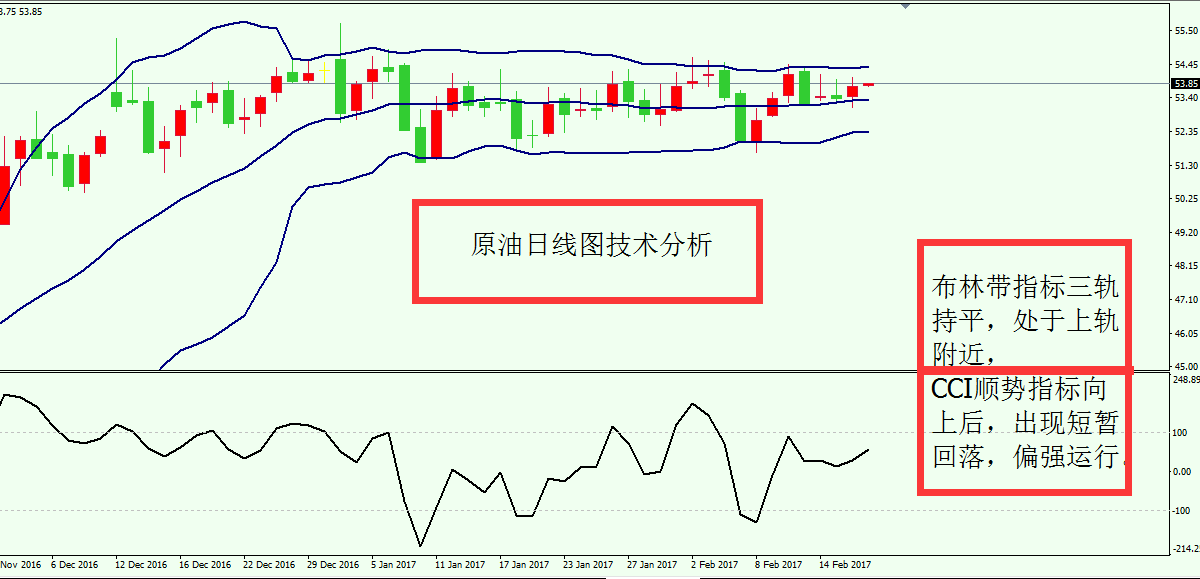 3.75 53.85
55.50
54.45
53.85
53.40
52.35
51.30
50.25
49.20
48.15
47.10
46.05
45.00
原油日线图技术分析
布林带指标三轨
持平，处于上轨
附近，
CCI顺势指标向
上后，出现短暂
回落，偏强运行。
248.89
100
0.00
-100
-214.2
Nov 2016 6 Dec 2016 12 Dec 2016 16 Dec 2016 22 Dec 2016 29 Dec 2016 5 Jan 2017 11 Jan 2017 17 Jan 2017 23 Jan 2017 27 Jan 2017 2 Feb 2017 8 Feb 2017 14 Feb 2017